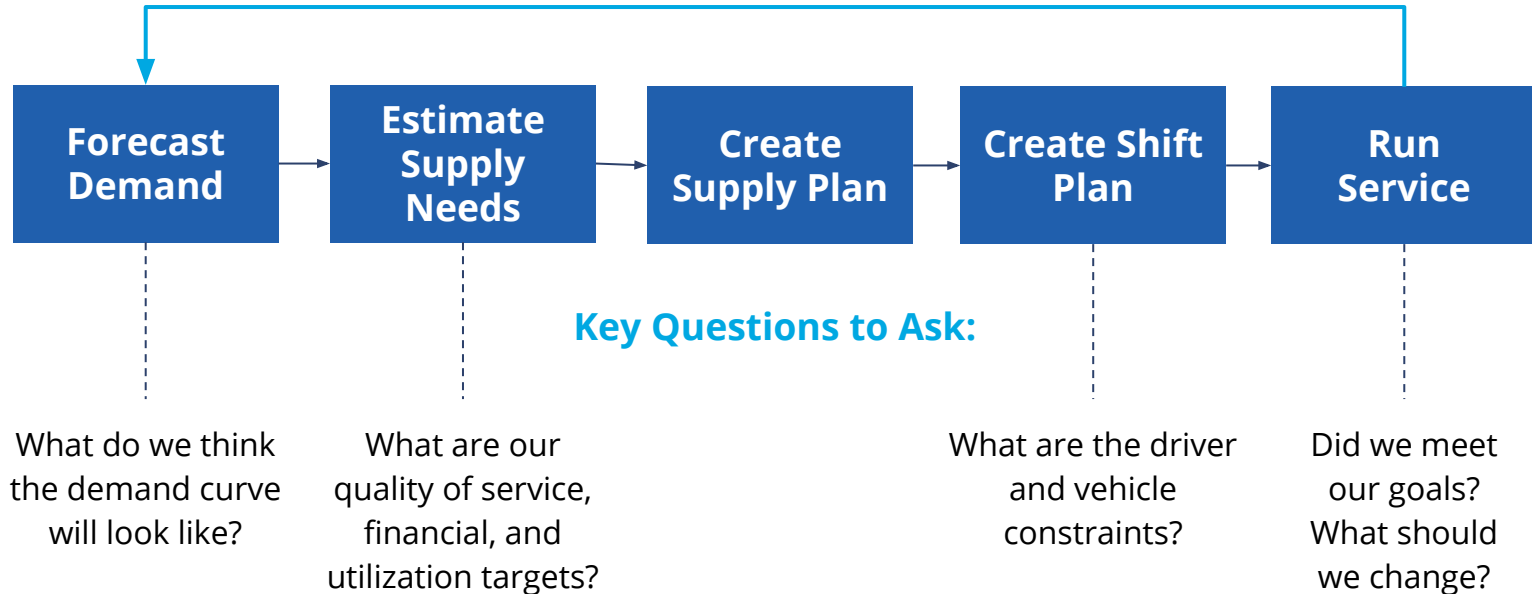 Forecast
Demand
Estimate
Supply
Needs
Create
Supply Plan
Create Shift
Plan
Run
Service
Key Questions to Ask:
What do we think
the demand curve
will look like?
What are our
quality of service,
financial, and
utilization targets?
What are the driver
and vehicle
constraints?
Did we meet
our goals?
What should
we change?